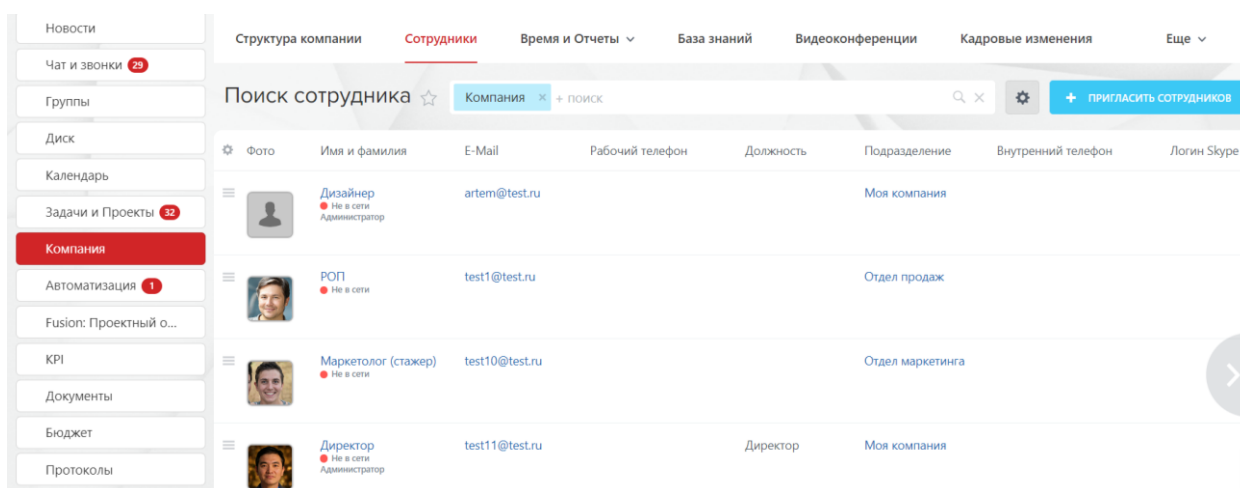 Новости
Чат и звонки 29
Группы
Диск
Календарь
Задачи и Проекты 32
Компания
Автоматизация 1
Fusion: Проектный о...
KPI
Документы
Бюджет
Протоколы
Структура компании Сотрудники Время и Отчеты База знаний Видеоконференции Кадровые изменения Еще
Поиск сотрудника Компания × + поиск + ПРИГЛАСИТЬ СОТРУДНИКОВ
Фото Имя и фамилия E-Mail Рабочий телефон Должность Подразделение Внутренний телефон Логин Skype
Дизайнер artem@test.ru Моя компания
Не в сети
Администратор
РОП test1@test.ru Отдел продаж
Не в сети
Маркетолог (стажер) test10@test.ru Отдел маркетинга
Не в сети
Директор test11@test.ru Директор Моя компания
Не в сети
Администратор